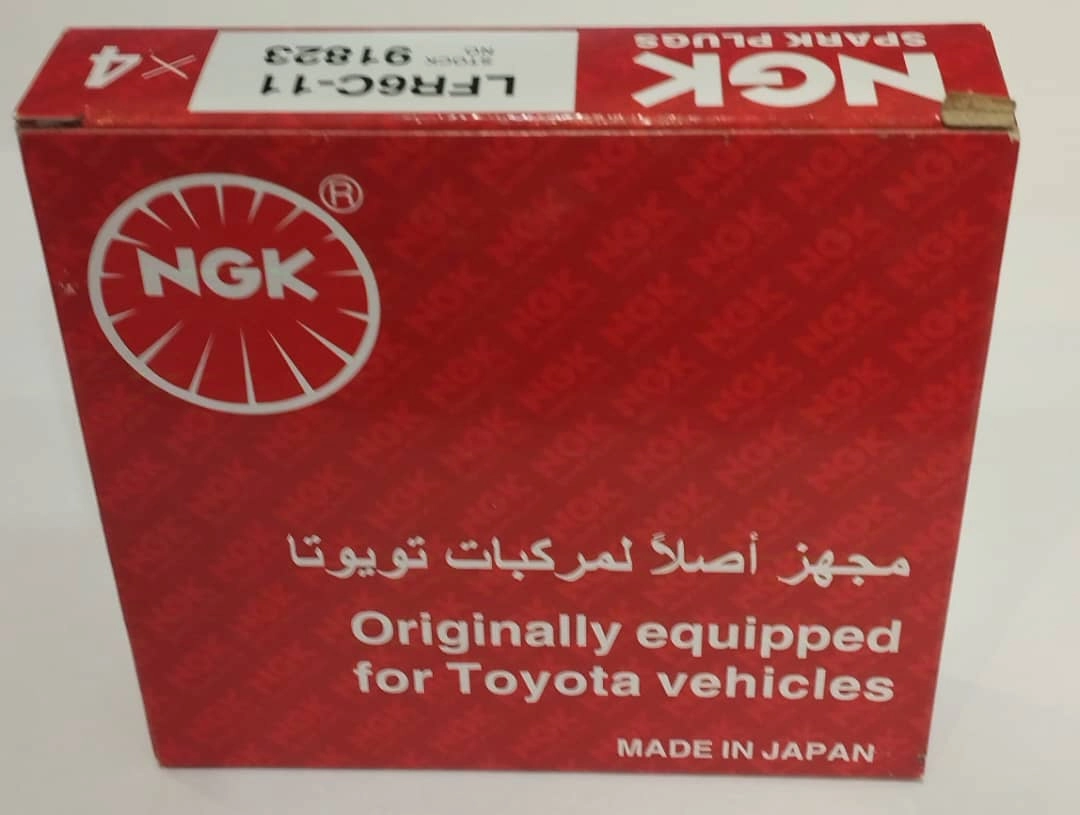 NGK
SPARK PLUGS
LFR6C-11
STOCK NO. 91823
× 4
NGK ®
مجهز أصلاً لمركبات تويوتا
Originally equipped
for Toyota vehicles
MADE IN JAPAN